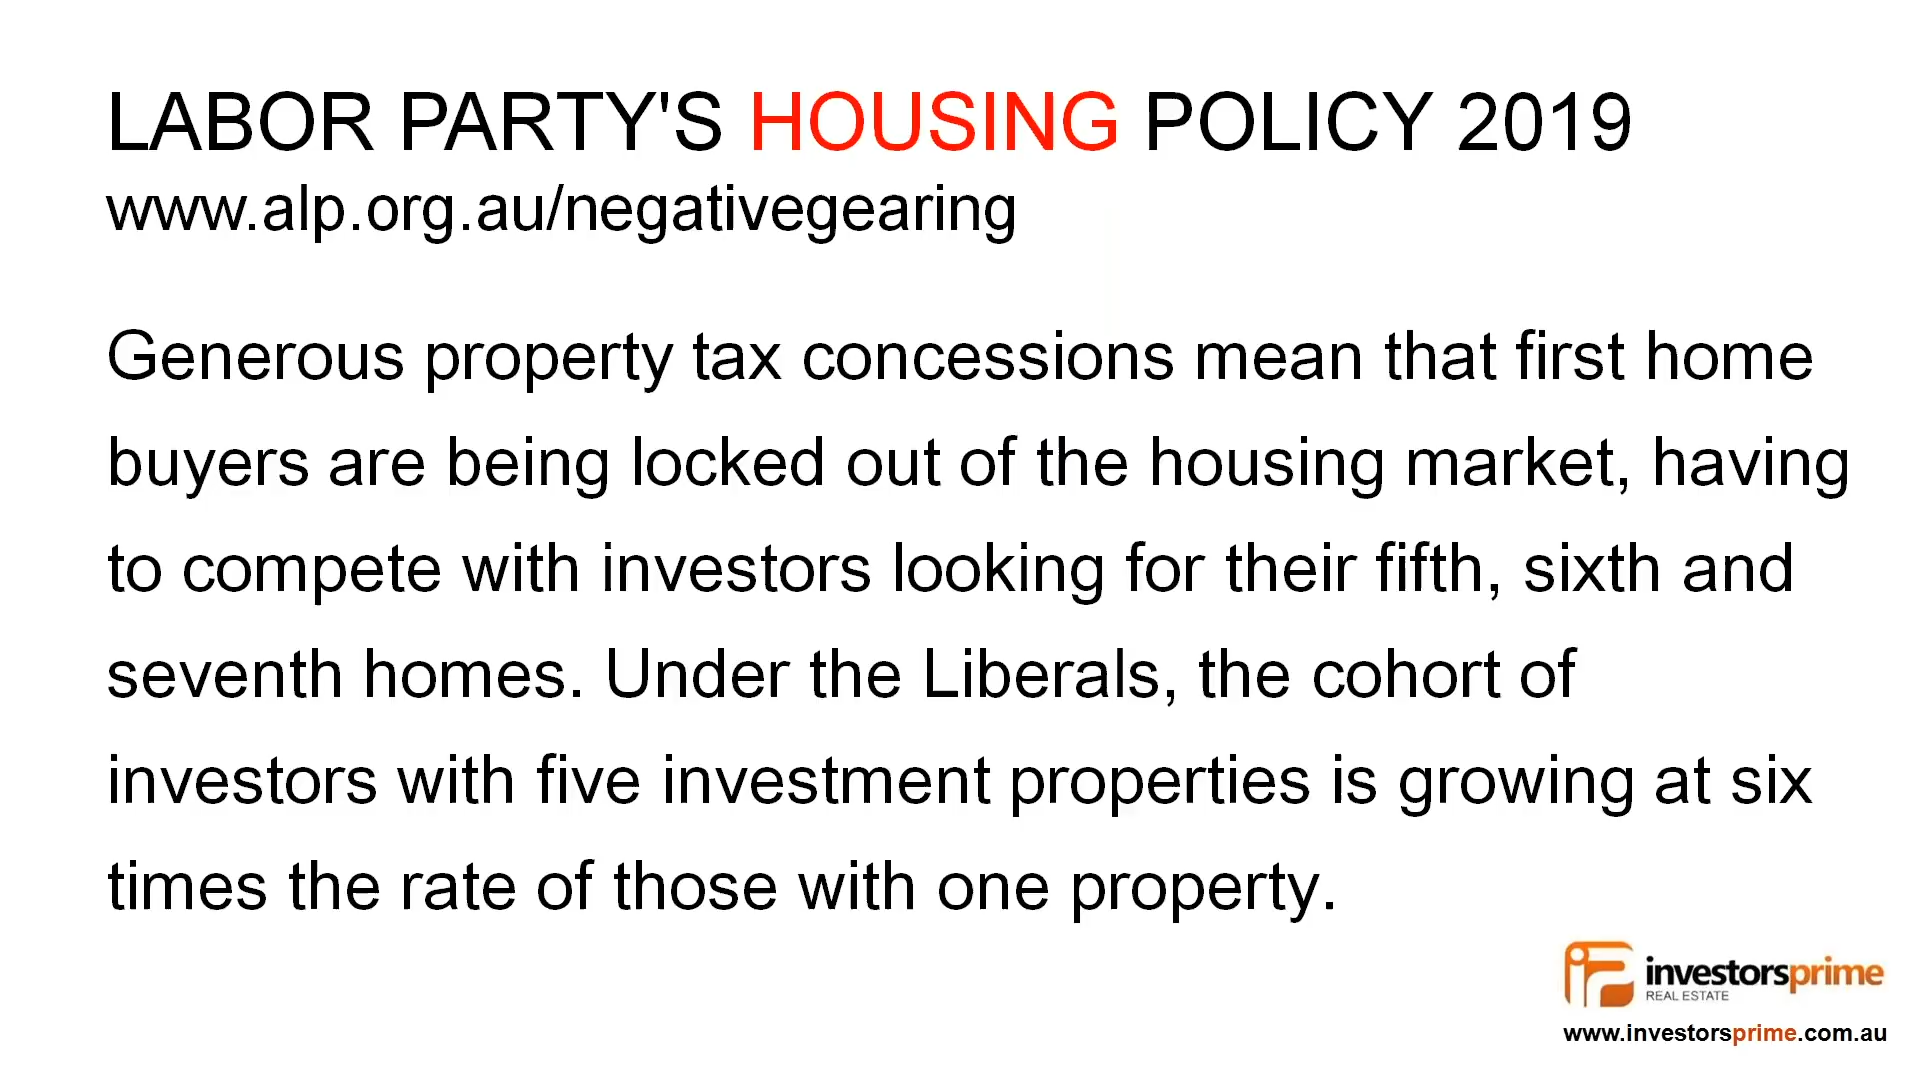 LABOR PARTY'S HOUSING POLICY 2019
www.alp.org.au/negativegearing
Generous property tax concessions mean that first home
buyers are being locked out of the housing market, having
to compete with investors looking for their fifth, sixth and
seventh homes. Under the Liberals, the cohort of
investors with five investment properties is growing at six
times the rate of those with one property.
investorsprime
REAL ESTATE
www.investorsprime.com.au